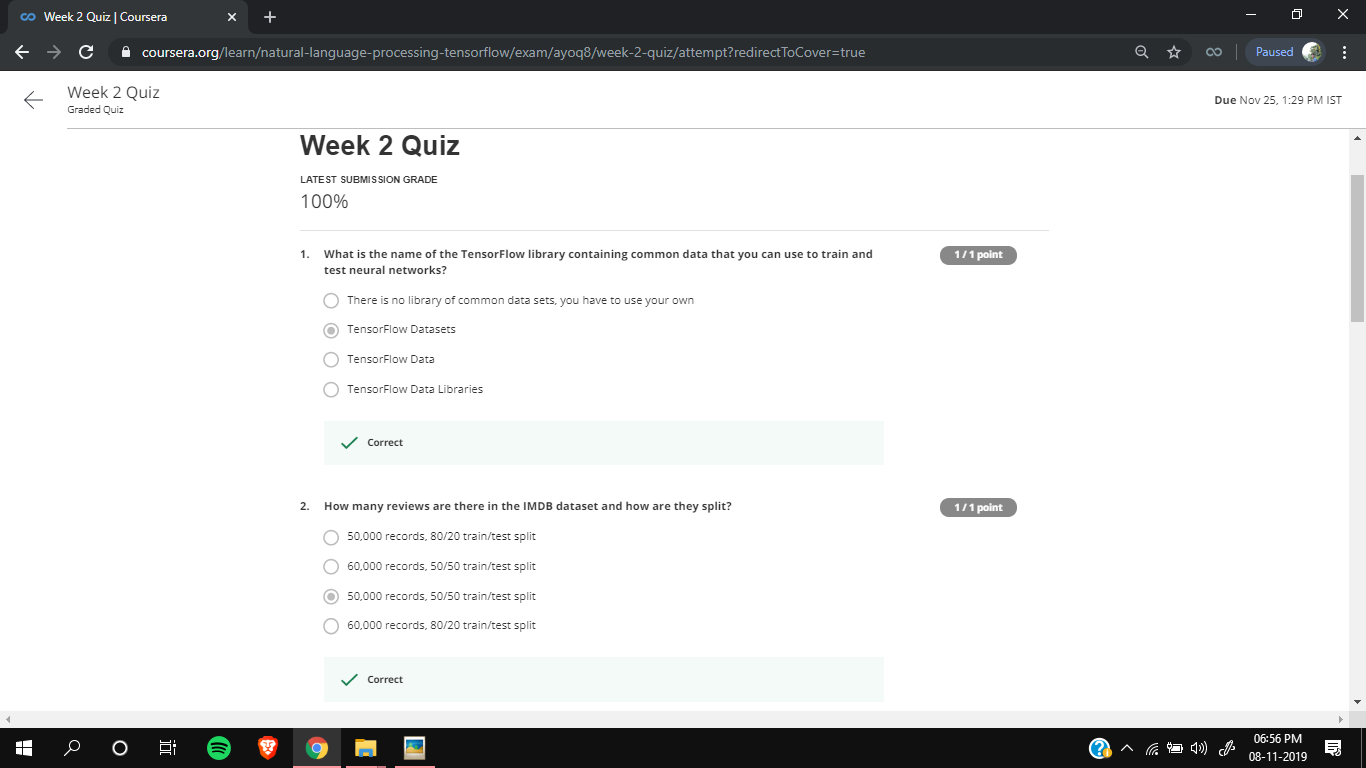 Week 2 Quiz | Coursera
coursera.org/learn/natural-language-processing-tensorflow/exam/ayoq8/week-2-quiz/attempt?redirectToCover=true
Paused
Week 2 Quiz
Graded Quiz
Due Nov 25, 1:29 PM IST
Week 2 Quiz
LATEST SUBMISSION GRADE
100%
1. What is the name of the TensorFlow library containing common data that you can use to train and
test neural networks?
1 / 1 point
There is no library of common data sets, you have to use your own
TensorFlow Datasets
TensorFlow Data
TensorFlow Data Libraries
Correct
2. How many reviews are there in the IMDB dataset and how are they split?
1 / 1 point
50,000 records, 80/20 train/test split
60,000 records, 50/50 train/test split
50,000 records, 50/50 train/test split
60,000 records, 80/20 train/test split
Correct
06:56 PM
08-11-2019